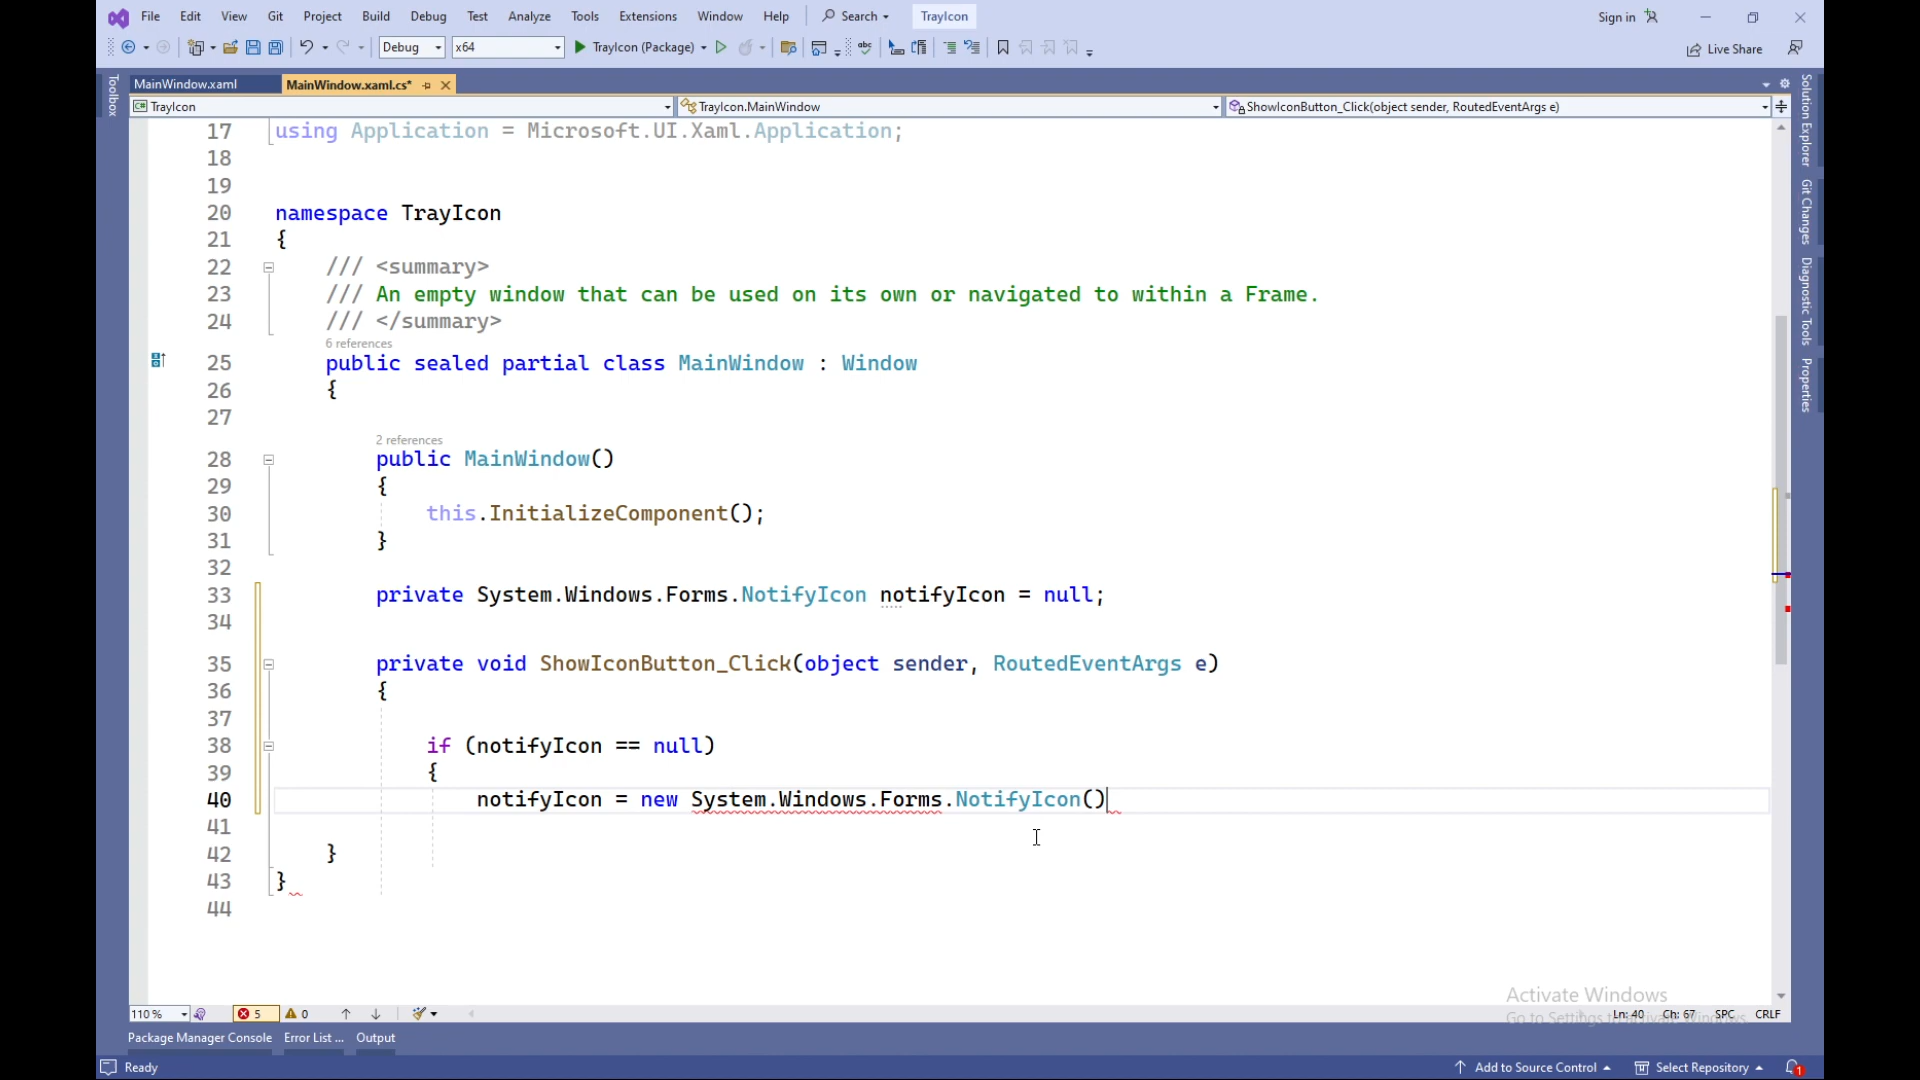 File Edit View Git Project Build Debug Test Analyze Tools Extensions Window Help Search TrayIcon Sign in
Debug x64 TrayIcon (Package) abc Live Share
MainWindow.xaml MainWindow.xaml.cs*
TrayIcon TrayIcon.MainWindow ShowIconButton_Click(object sender, RoutedEventArgs e)
Toolbox
Solution Explorer
Git Changes
Diagnostic Tools
Properties
17 using Application = Microsoft.UI.Xaml.Application;
18
19
20 namespace TrayIcon
21 {
22 /// <summary>
23 /// An empty window that can be used on its own or navigated to within a Frame.
24 /// </summary>
6 references
25 public sealed partial class MainWindow : Window
26 {
27
2 references
28 public MainWindow()
29 {
30 this.InitializeComponent();
31 }
32
33 private System.Windows.Forms.NotifyIcon notifyIcon = null;
34
35 private void ShowIconButton_Click(object sender, RoutedEventArgs e)
36 {
37
38 if (notifyIcon == null)
39 {
40 notifyIcon = new System.Windows.Forms.NotifyIcon()
41
42 }
43 }
44
Activate Windows
Go to Settings to activate Windows.
110 % 5 0 Ln: 40 Ch: 67 SPC CRLF
Package Manager Console Error List ... Output
Ready Add to Source Control Select Repository 1